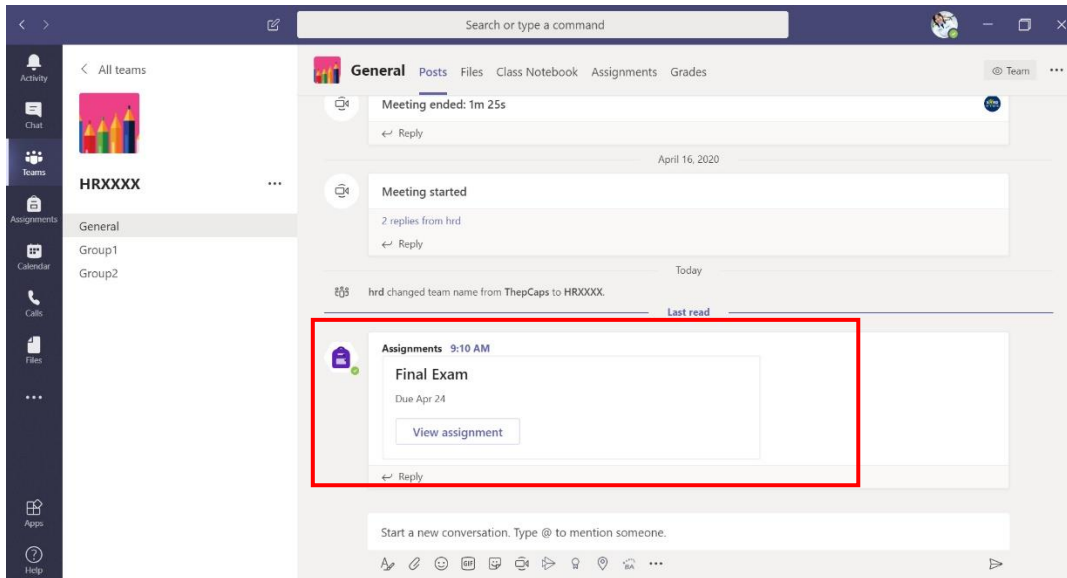 Search or type a command
Activity
Chat
Teams
Assignments
Calendar
Calls
Files
Apps
Help
All teams
HRXXXX
General
Group1
Group2
General Posts Files Class Notebook Assignments Grades
Team
Meeting ended: 1m 25s
Reply
April 16, 2020
Meeting started
2 replies from hrd
Reply
Today
hrd changed team name from ThepCaps to HRXXXX.
Last read
Assignments 9:10 AM
Final Exam
Due Apr 24
View assignment
Reply
Start a new conversation. Type @ to mention someone.
GIF